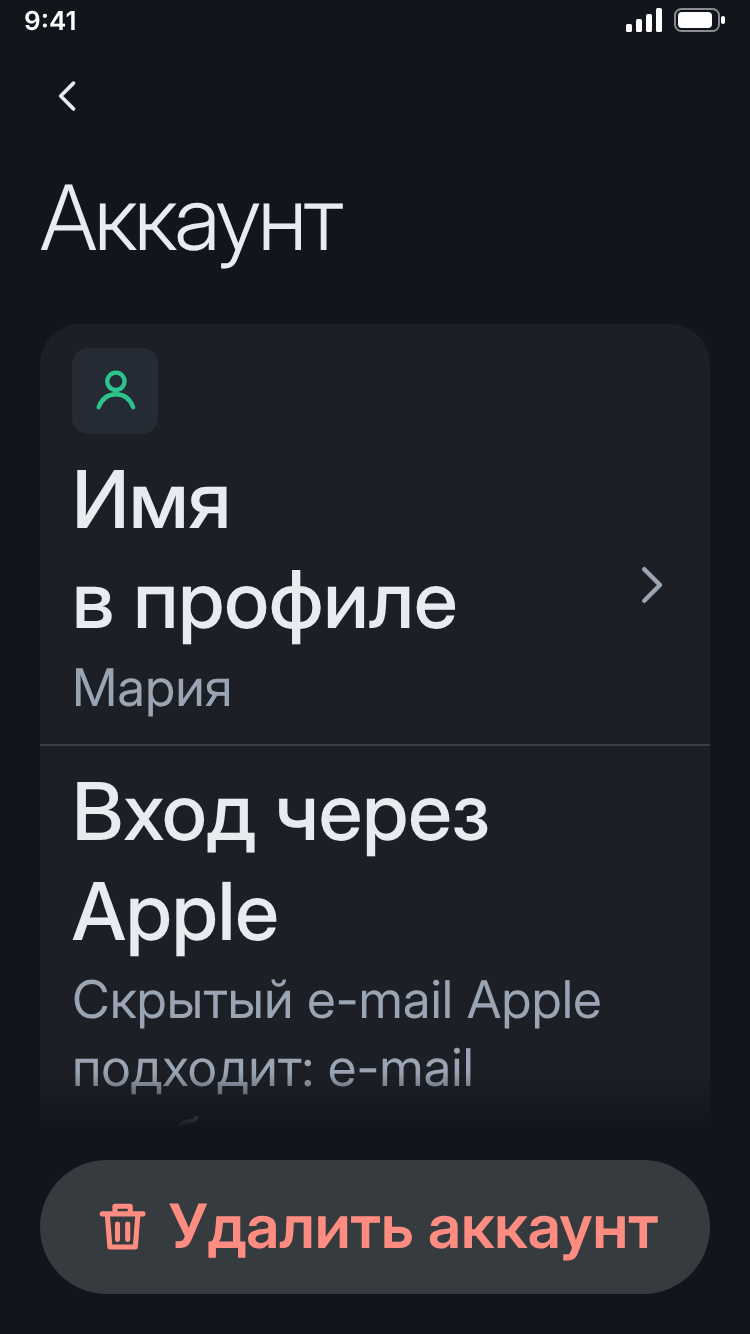 9:41
Аккаунт
Имя
в профиле
Мария
Вход через
Apple
Скрытый e-mail Apple
подходит: e-mail
Удалить аккаунт